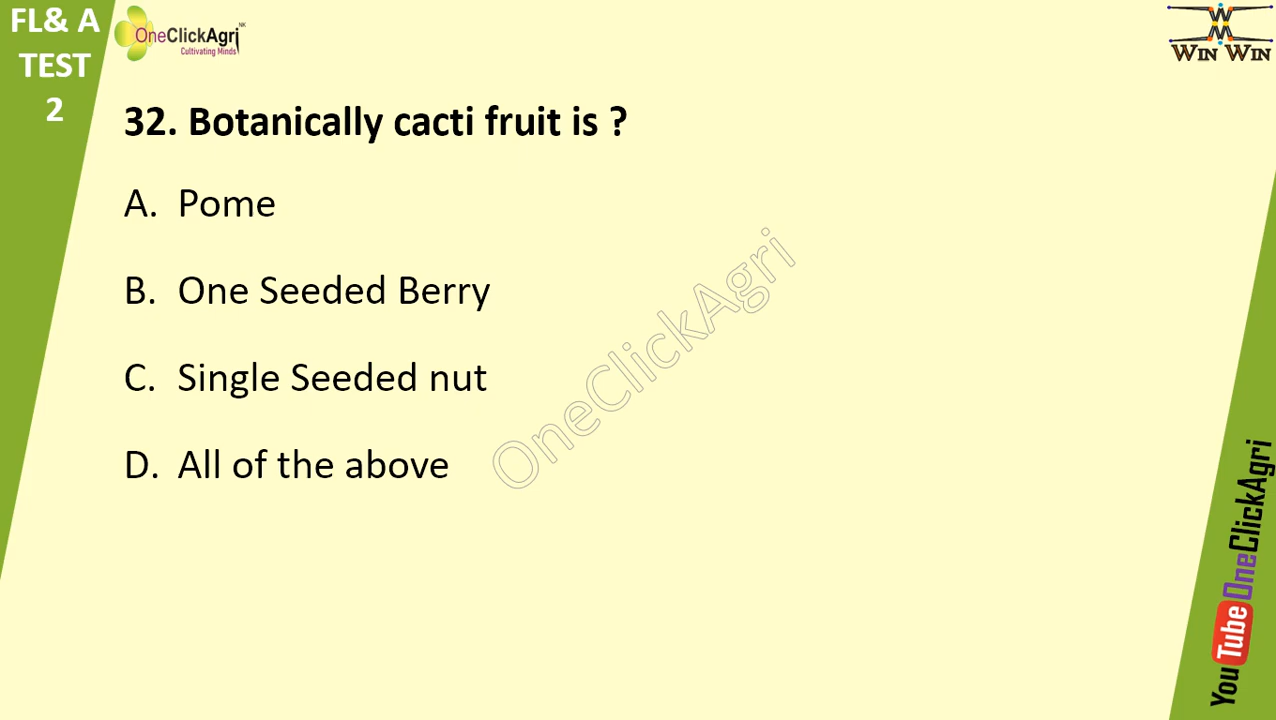 FL& A
TEST
2
OneClickAgri
NK
Cultivating Minds
WIN WIN
32. Botanically cacti fruit is ?
A. Pome
B. One Seeded Berry
C. Single Seeded nut
D. All of the above
OneClickAgri
YouTube OneClickAgri